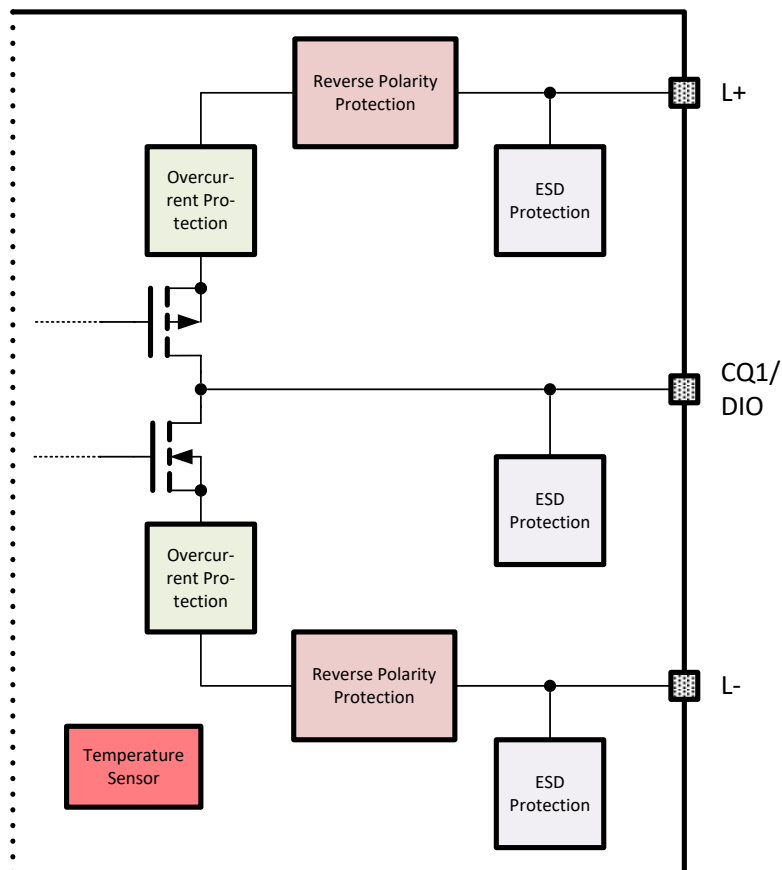 Reverse Polarity
Protection
L+
Overcur-
rent Pro-
tection
ESD
Protection
CQ1/
DIO
ESD
Protection
Overcur-
rent Pro-
tection
Reverse Polarity
Protection
L-
Temperature
Sensor
ESD
Protection